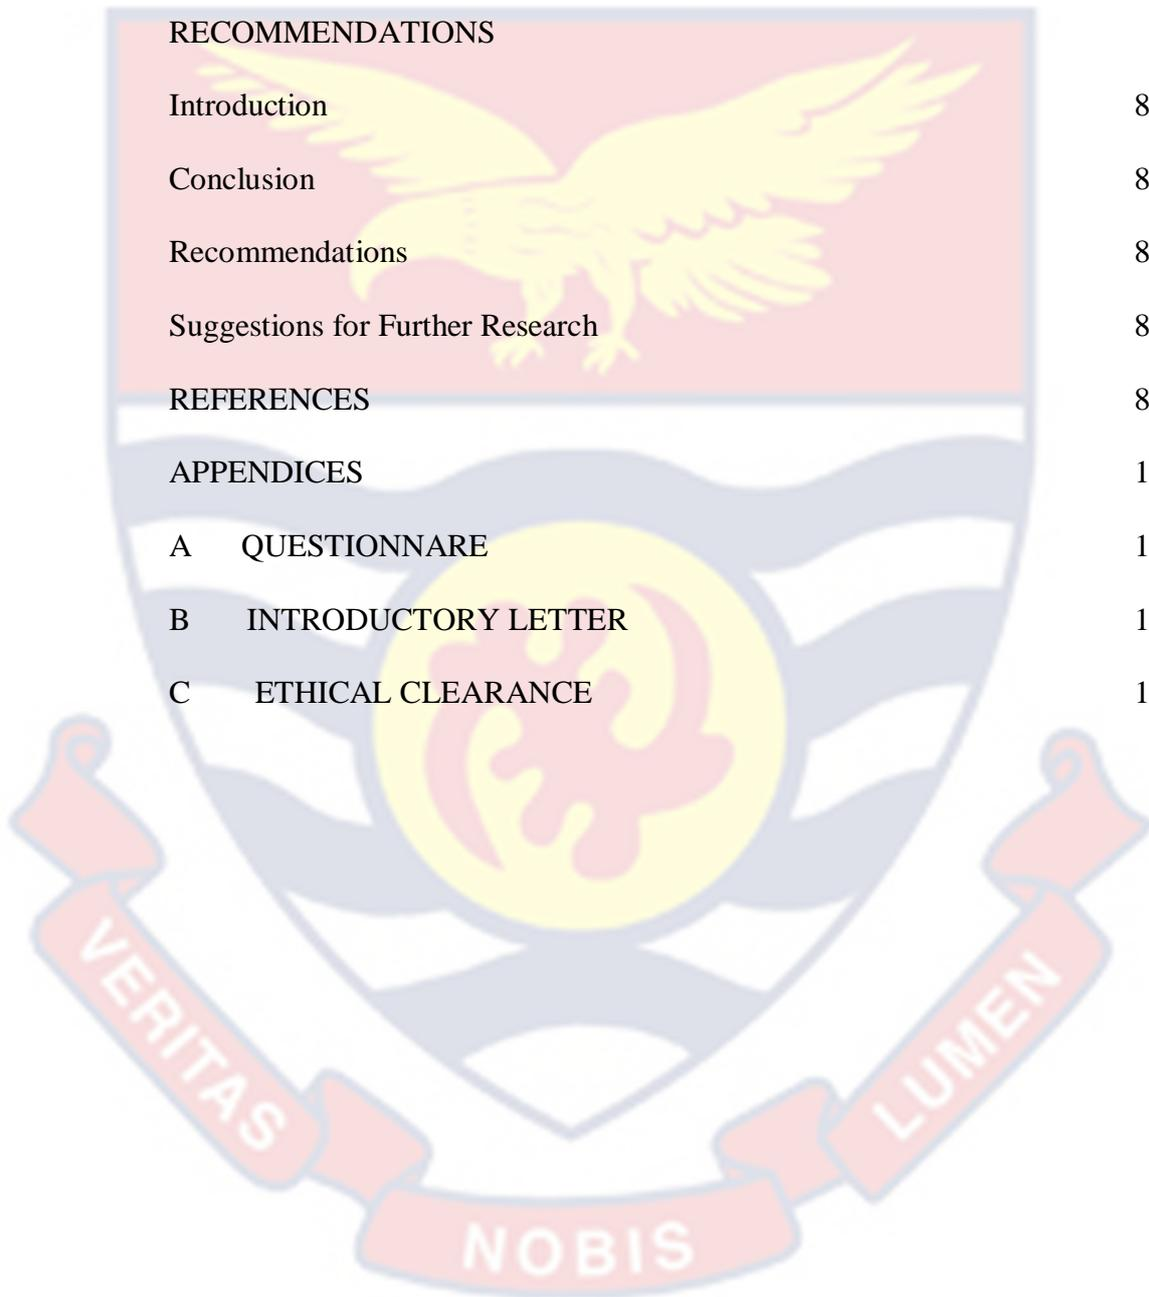 RECOMMENDATIONS
Introduction 8
Conclusion 8
Recommendations 8
Suggestions for Further Research 8
REFERENCES 8
APPENDICES 1
A QUESTIONNARE 1
B INTRODUCTORY LETTER 1
C ETHICAL CLEARANCE 1
VERITAS
NOBIS
LUMEN